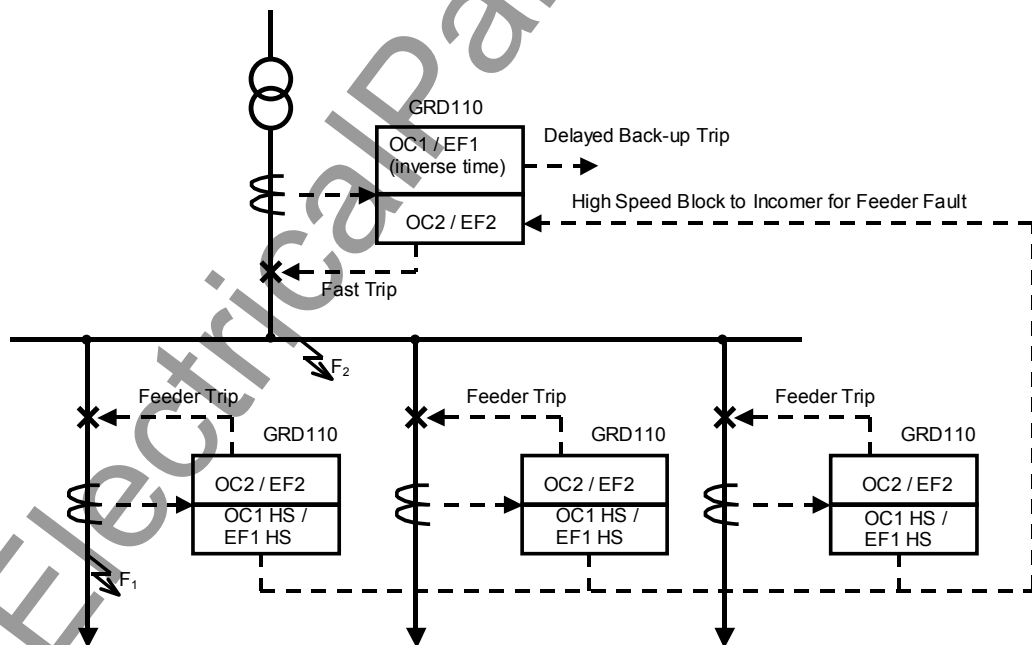 GRD110
OC1 / EF1
(inverse time)
Delayed Back-up Trip
High Speed Block to Incomer for Feeder Fault
OC2 / EF2
Fast Trip
F2
Feeder Trip
Feeder Trip
Feeder Trip
GRD110
GRD110
GRD110
OC2 / EF2
OC2 / EF2
OC2 / EF2
OC1 HS /
EF1 HS
OC1 HS /
EF1 HS
OC1 HS /
EF1 HS
F1
ElectricalPa